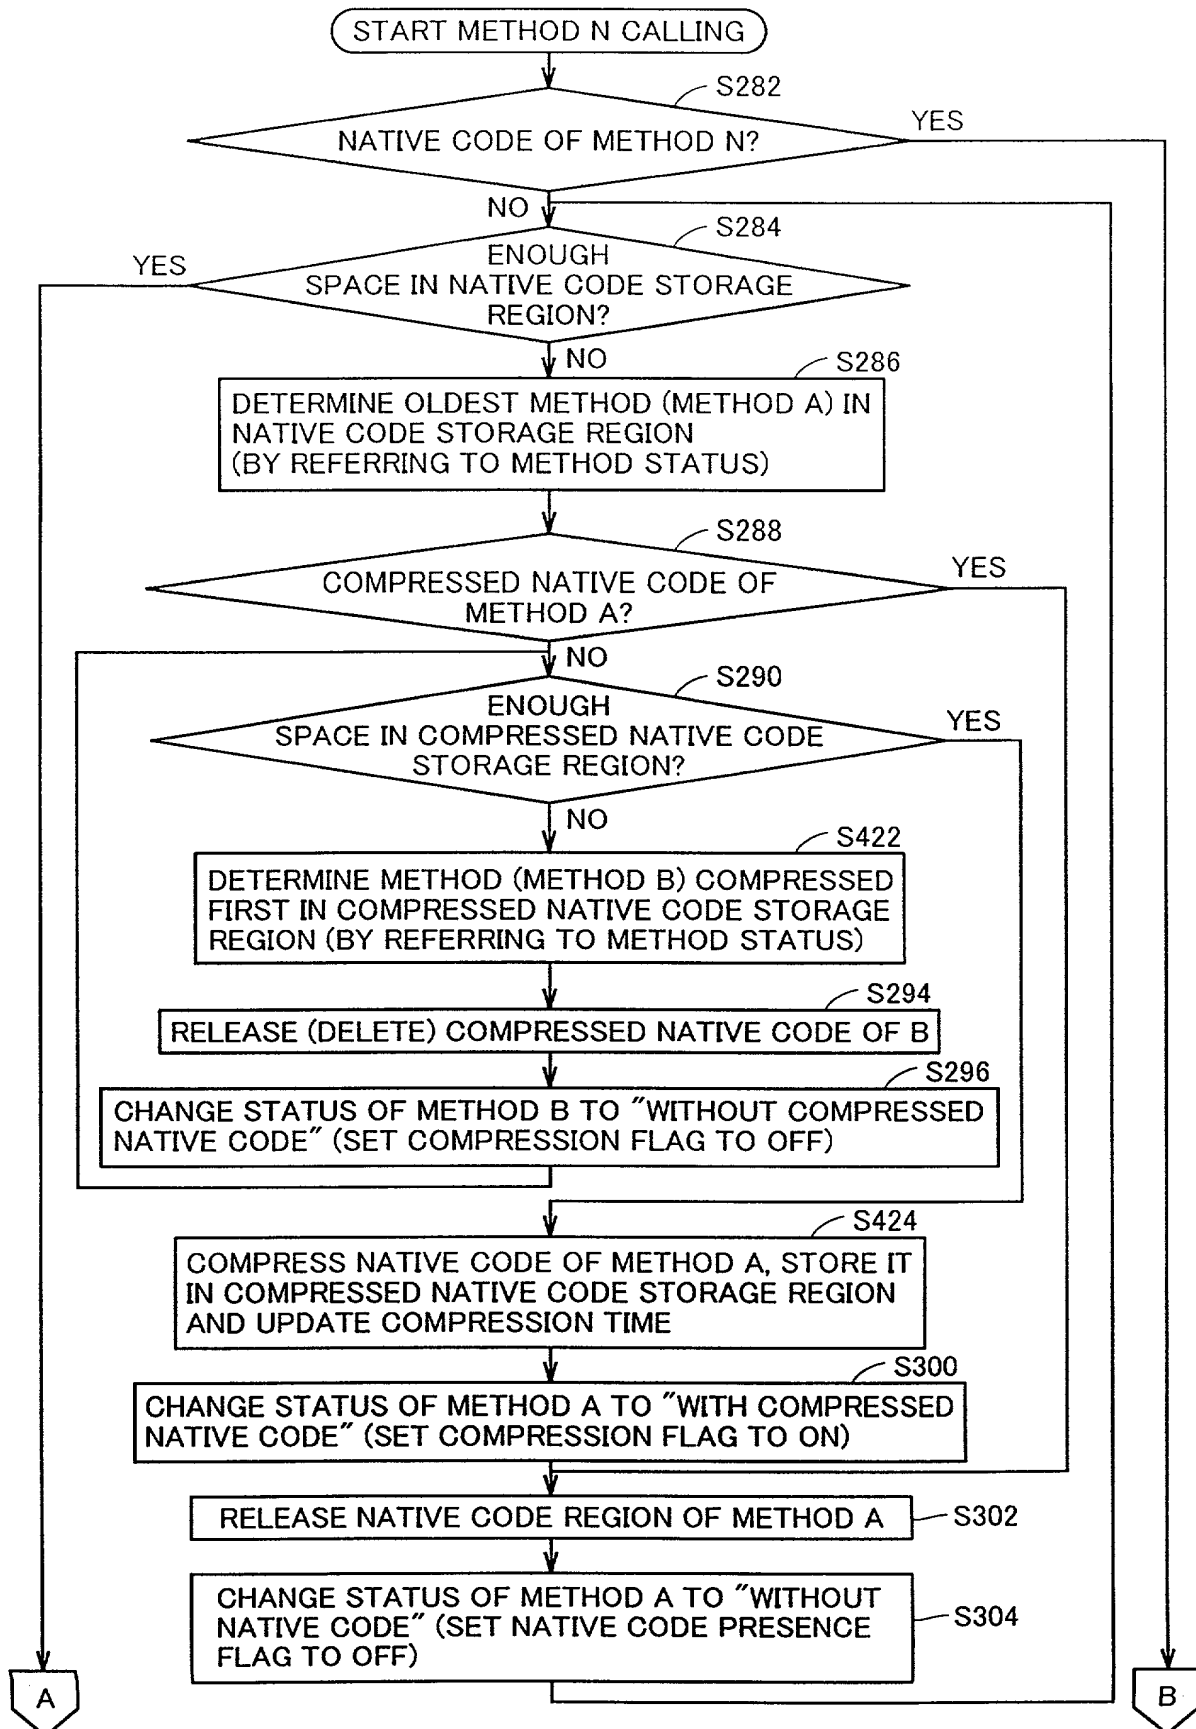 START METHOD N CALLING
S282
NATIVE CODE OF METHOD N?
YES
NO
S284
YES
ENOUGH
SPACE IN NATIVE CODE STORAGE
REGION?
NO
S286
DETERMINE OLDEST METHOD (METHOD A) IN
NATIVE CODE STORAGE REGION
(BY REFERRING TO METHOD STATUS)
S288
COMPRESSED NATIVE CODE OF
METHOD A?
YES
NO
S290
ENOUGH
SPACE IN COMPRESSED NATIVE CODE
STORAGE REGION?
YES
NO
S422
DETERMINE METHOD (METHOD B) COMPRESSED
FIRST IN COMPRESSED NATIVE CODE STORAGE
REGION (BY REFERRING TO METHOD STATUS)
S294
RELEASE (DELETE) COMPRESSED NATIVE CODE OF B
S296
CHANGE STATUS OF METHOD B TO "WITHOUT COMPRESSED
NATIVE CODE" (SET COMPRESSION FLAG TO OFF)
S424
COMPRESS NATIVE CODE OF METHOD A, STORE IT
IN COMPRESSED NATIVE CODE STORAGE REGION
AND UPDATE COMPRESSION TIME
S300
CHANGE STATUS OF METHOD A TO "WITH COMPRESSED
NATIVE CODE" (SET COMPRESSION FLAG TO ON)
RELEASE NATIVE CODE REGION OF METHOD A
S302
CHANGE STATUS OF METHOD A TO "WITHOUT
NATIVE CODE" (SET NATIVE CODE PRESENCE
FLAG TO OFF)
S304
A
B